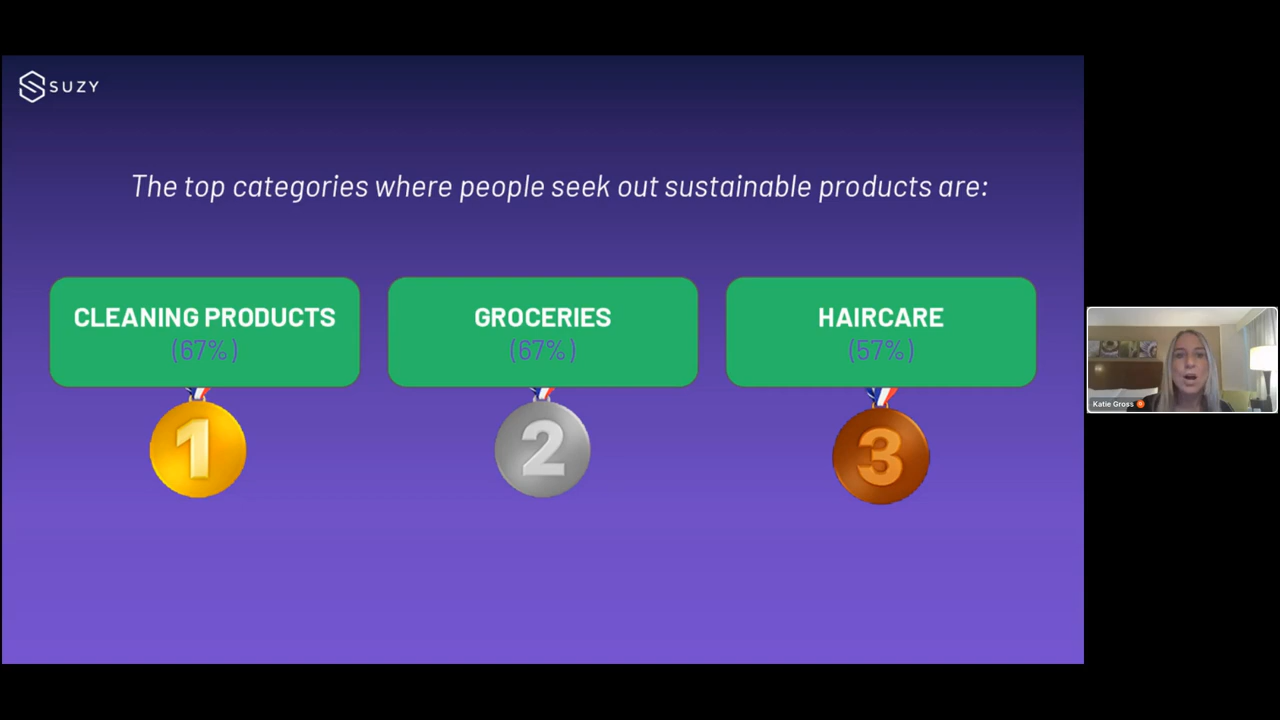 SUZY
The top categories where people seek out sustainable products are:
CLEANING PRODUCTS
(67%)
GROCERIES
(67%)
HAIRCARE
(57%)
1
2
3
Katie Gross